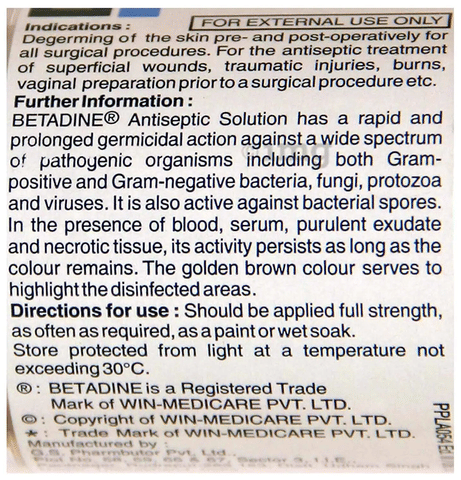 Indications : FOR EXTERNAL USE ONLY
Degerming of the skin pre- and post-operatively for
all surgical procedures. For the antiseptic treatment
of superficial wounds, traumatic injuries, burns,
vaginal preparation prior to a surgical procedure etc.
Further Information :
BETADINE® Antiseptic Solution has a rapid and
prolonged germicidal action against a wide spectrum
of pathogenic organisms including both Gram-
positive and Gram-negative bacteria, fungi, protozoa
and viruses. It is also active against bacterial spores.
In the presence of blood, serum, purulent exudate
and necrotic tissue, its activity persists as long as the
colour remains. The golden brown colour serves to
highlight the disinfected areas.
Directions for use : Should be applied full strength,
as often as required, as a paint or wet soak.
Store protected from light at a temperature not
exceeding 30°C.
® : BETADINE is a Registered Trade
Mark of WIN-MEDICARE PVT. LTD.
© : Copyright of WIN-MEDICARE PVT. LTD.
* : Trade Mark of WIN-MEDICARE PVT. LTD.
Manufactured by :
G.S. Pharmbutor Pvt. Ltd.,